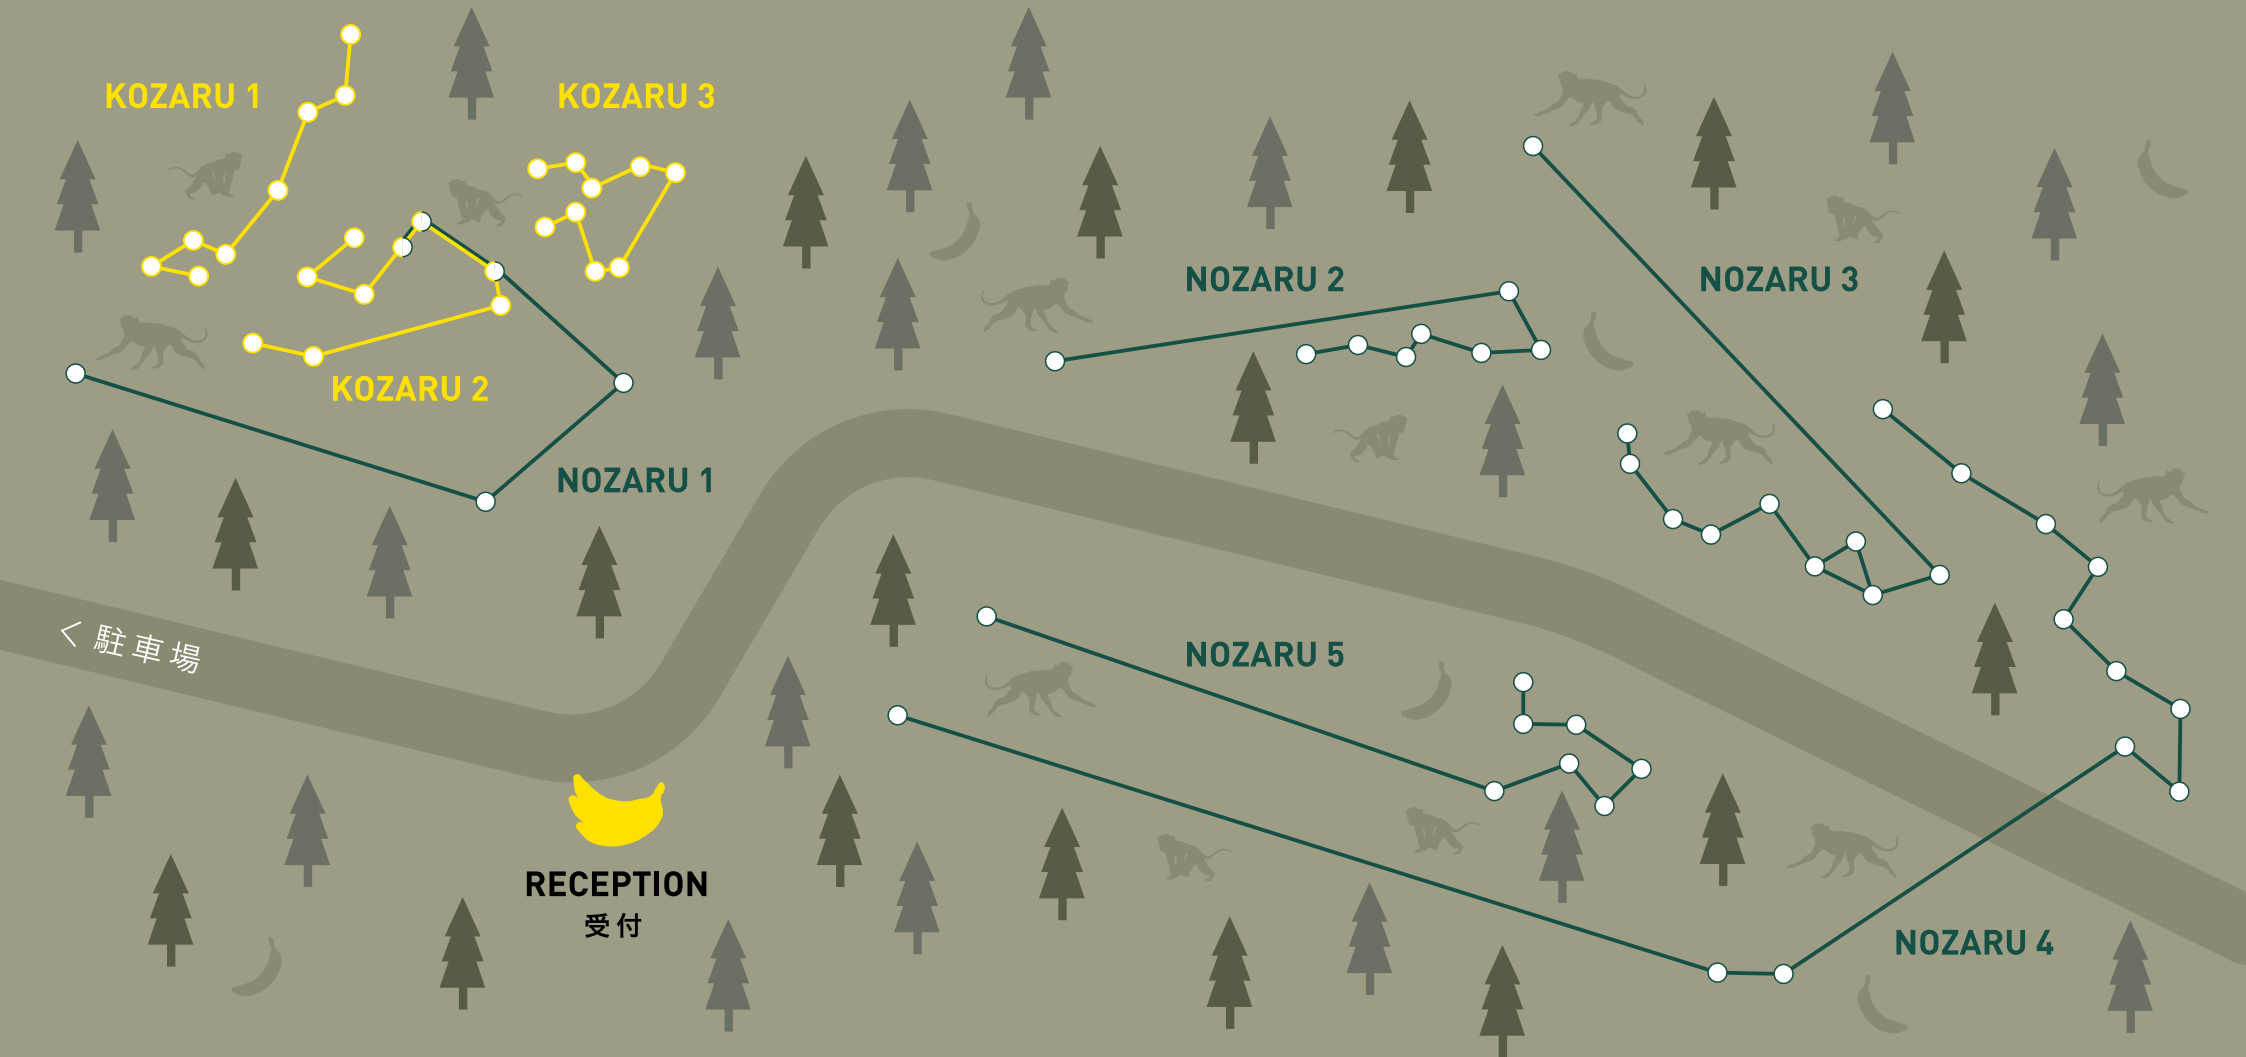 KOZARU 1
KOZARU 3
NOZARU 2
NOZARU 3
KOZARU 2
NOZARU 1
< 駐車場
NOZARU 5
RECEPTION
受付
NOZARU 4